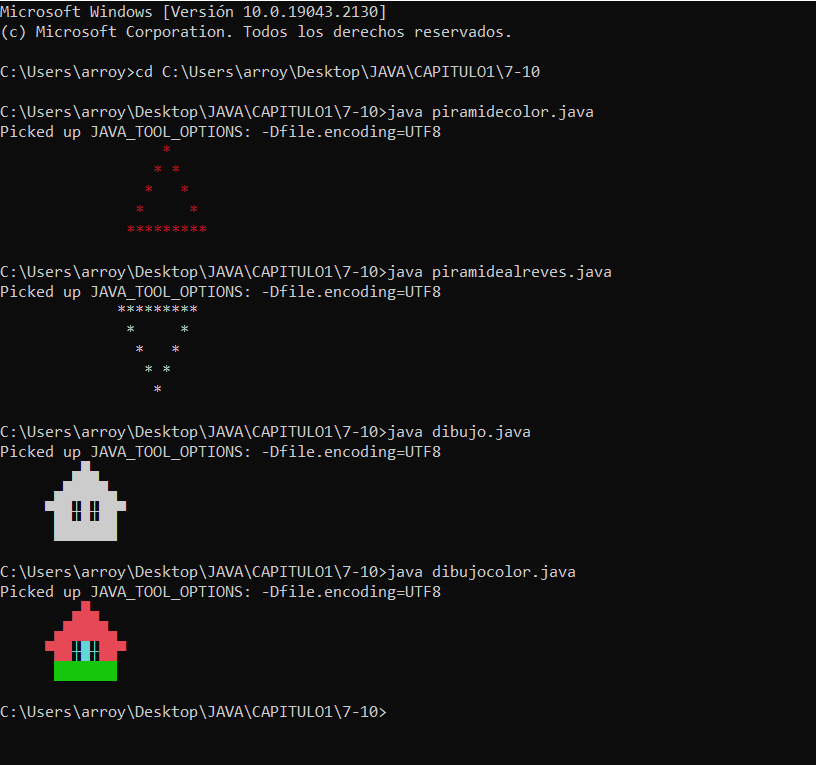 Microsoft Windows [Versión 10.0.19043.2130]
(c) Microsoft Corporation. Todos los derechos reservados.
C:\Users\arroy>cd C:\Users\arroy\Desktop\JAVA\CAPITULO1\7-10
C:\Users\arroy\Desktop\JAVA\CAPITULO1\7-10>java piramidecolor.java
Picked up JAVA_TOOL_OPTIONS: -Dfile.encoding=UTF8
*
* *
*   *
*     *
*********
C:\Users\arroy\Desktop\JAVA\CAPITULO1\7-10>java piramidealreves.java
Picked up JAVA_TOOL_OPTIONS: -Dfile.encoding=UTF8
*********
*     *
*   *
* *
*
C:\Users\arroy\Desktop\JAVA\CAPITULO1\7-10>java dibujo.java
Picked up JAVA_TOOL_OPTIONS: -Dfile.encoding=UTF8
C:\Users\arroy\Desktop\JAVA\CAPITULO1\7-10>java dibujocolor.java
Picked up JAVA_TOOL_OPTIONS: -Dfile.encoding=UTF8
C:\Users\arroy\Desktop\JAVA\CAPITULO1\7-10>